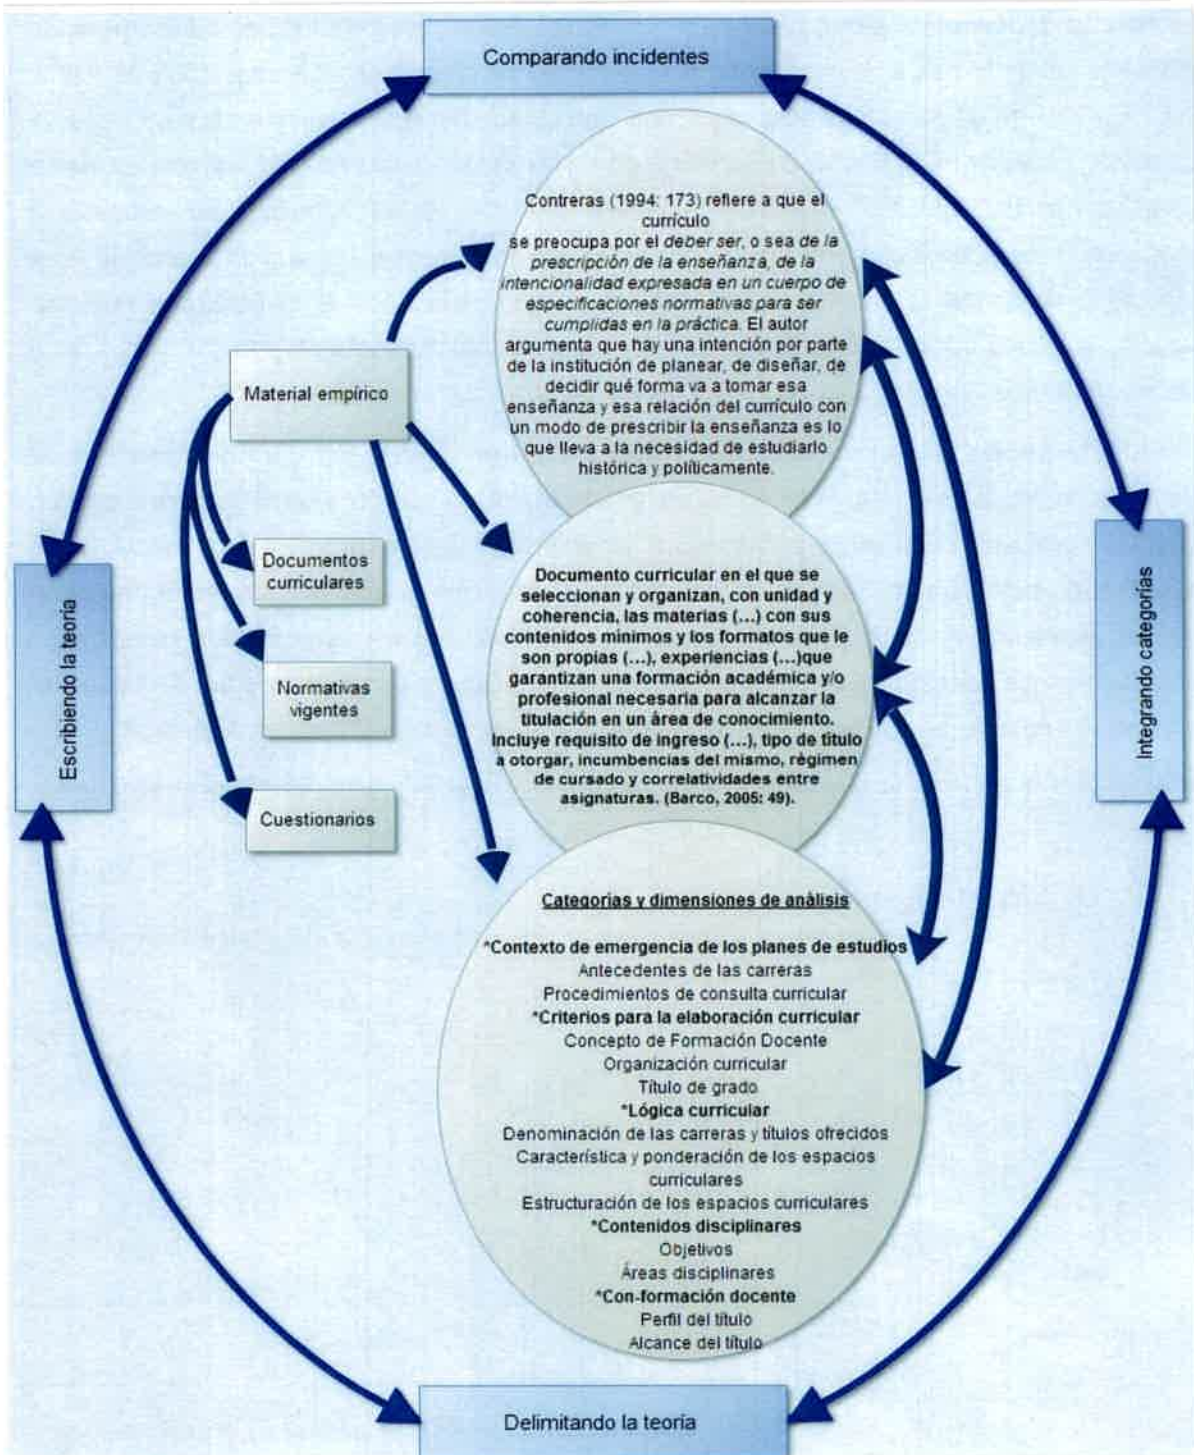 Comparando incidentes
Contreras (1994: 173) refiere a que el
currículo
se preocupa por el deber ser, o sea de la
prescripción de la enseñanza, de la
intencionalidad expresada en un cuerpo de
especificaciones normativas para ser
cumplidas en la práctica. El autor
argumenta que hay una intención por parte
de la institución de planear, de diseñar, de
decidir qué forma va a tomar esa
enseñanza y esa relación del currículo con
un modo de prescribir la enseñanza es lo
que lleva a la necesidad de estudiarlo
histórica y políticamente.
Material empírico
Documentos
curriculares
Normativas
vigentes
Cuestionarios
Escribiendo la teoría
Integrando categorías
Documento curricular en el que se
seleccionan y organizan, con unidad y
coherencia, las materias (...) con sus
contenidos mínimos y los formatos que le
son propias (...), experiencias (...)que
garantizan una formación académica y/o
profesional necesaria para alcanzar la
titulación en un área de conocimiento.
Incluye requisito de ingreso (...), tipo de título
a otorgar, incumbencias del mismo, régimen
de cursado y correlatividades entre
asignaturas. (Barco, 2005: 49).
Categorías y dimensiones de análisis
*Contexto de emergencia de los planes de estudios
Antecedentes de las carreras
Procedimientos de consulta curricular
*Criterios para la elaboración curricular
Concepto de Formación Docente
Organización curricular
Título de grado
*Lógica curricular
Denominación de las carreras y títulos ofrecidos
Característica y ponderación de los espacios
curriculares
Estructuración de los espacios curriculares
*Contenidos disciplinares
Objetivos
Áreas disciplinares
*Con-formación docente
Perfil del título
Alcance del título
Delimitando la teoría